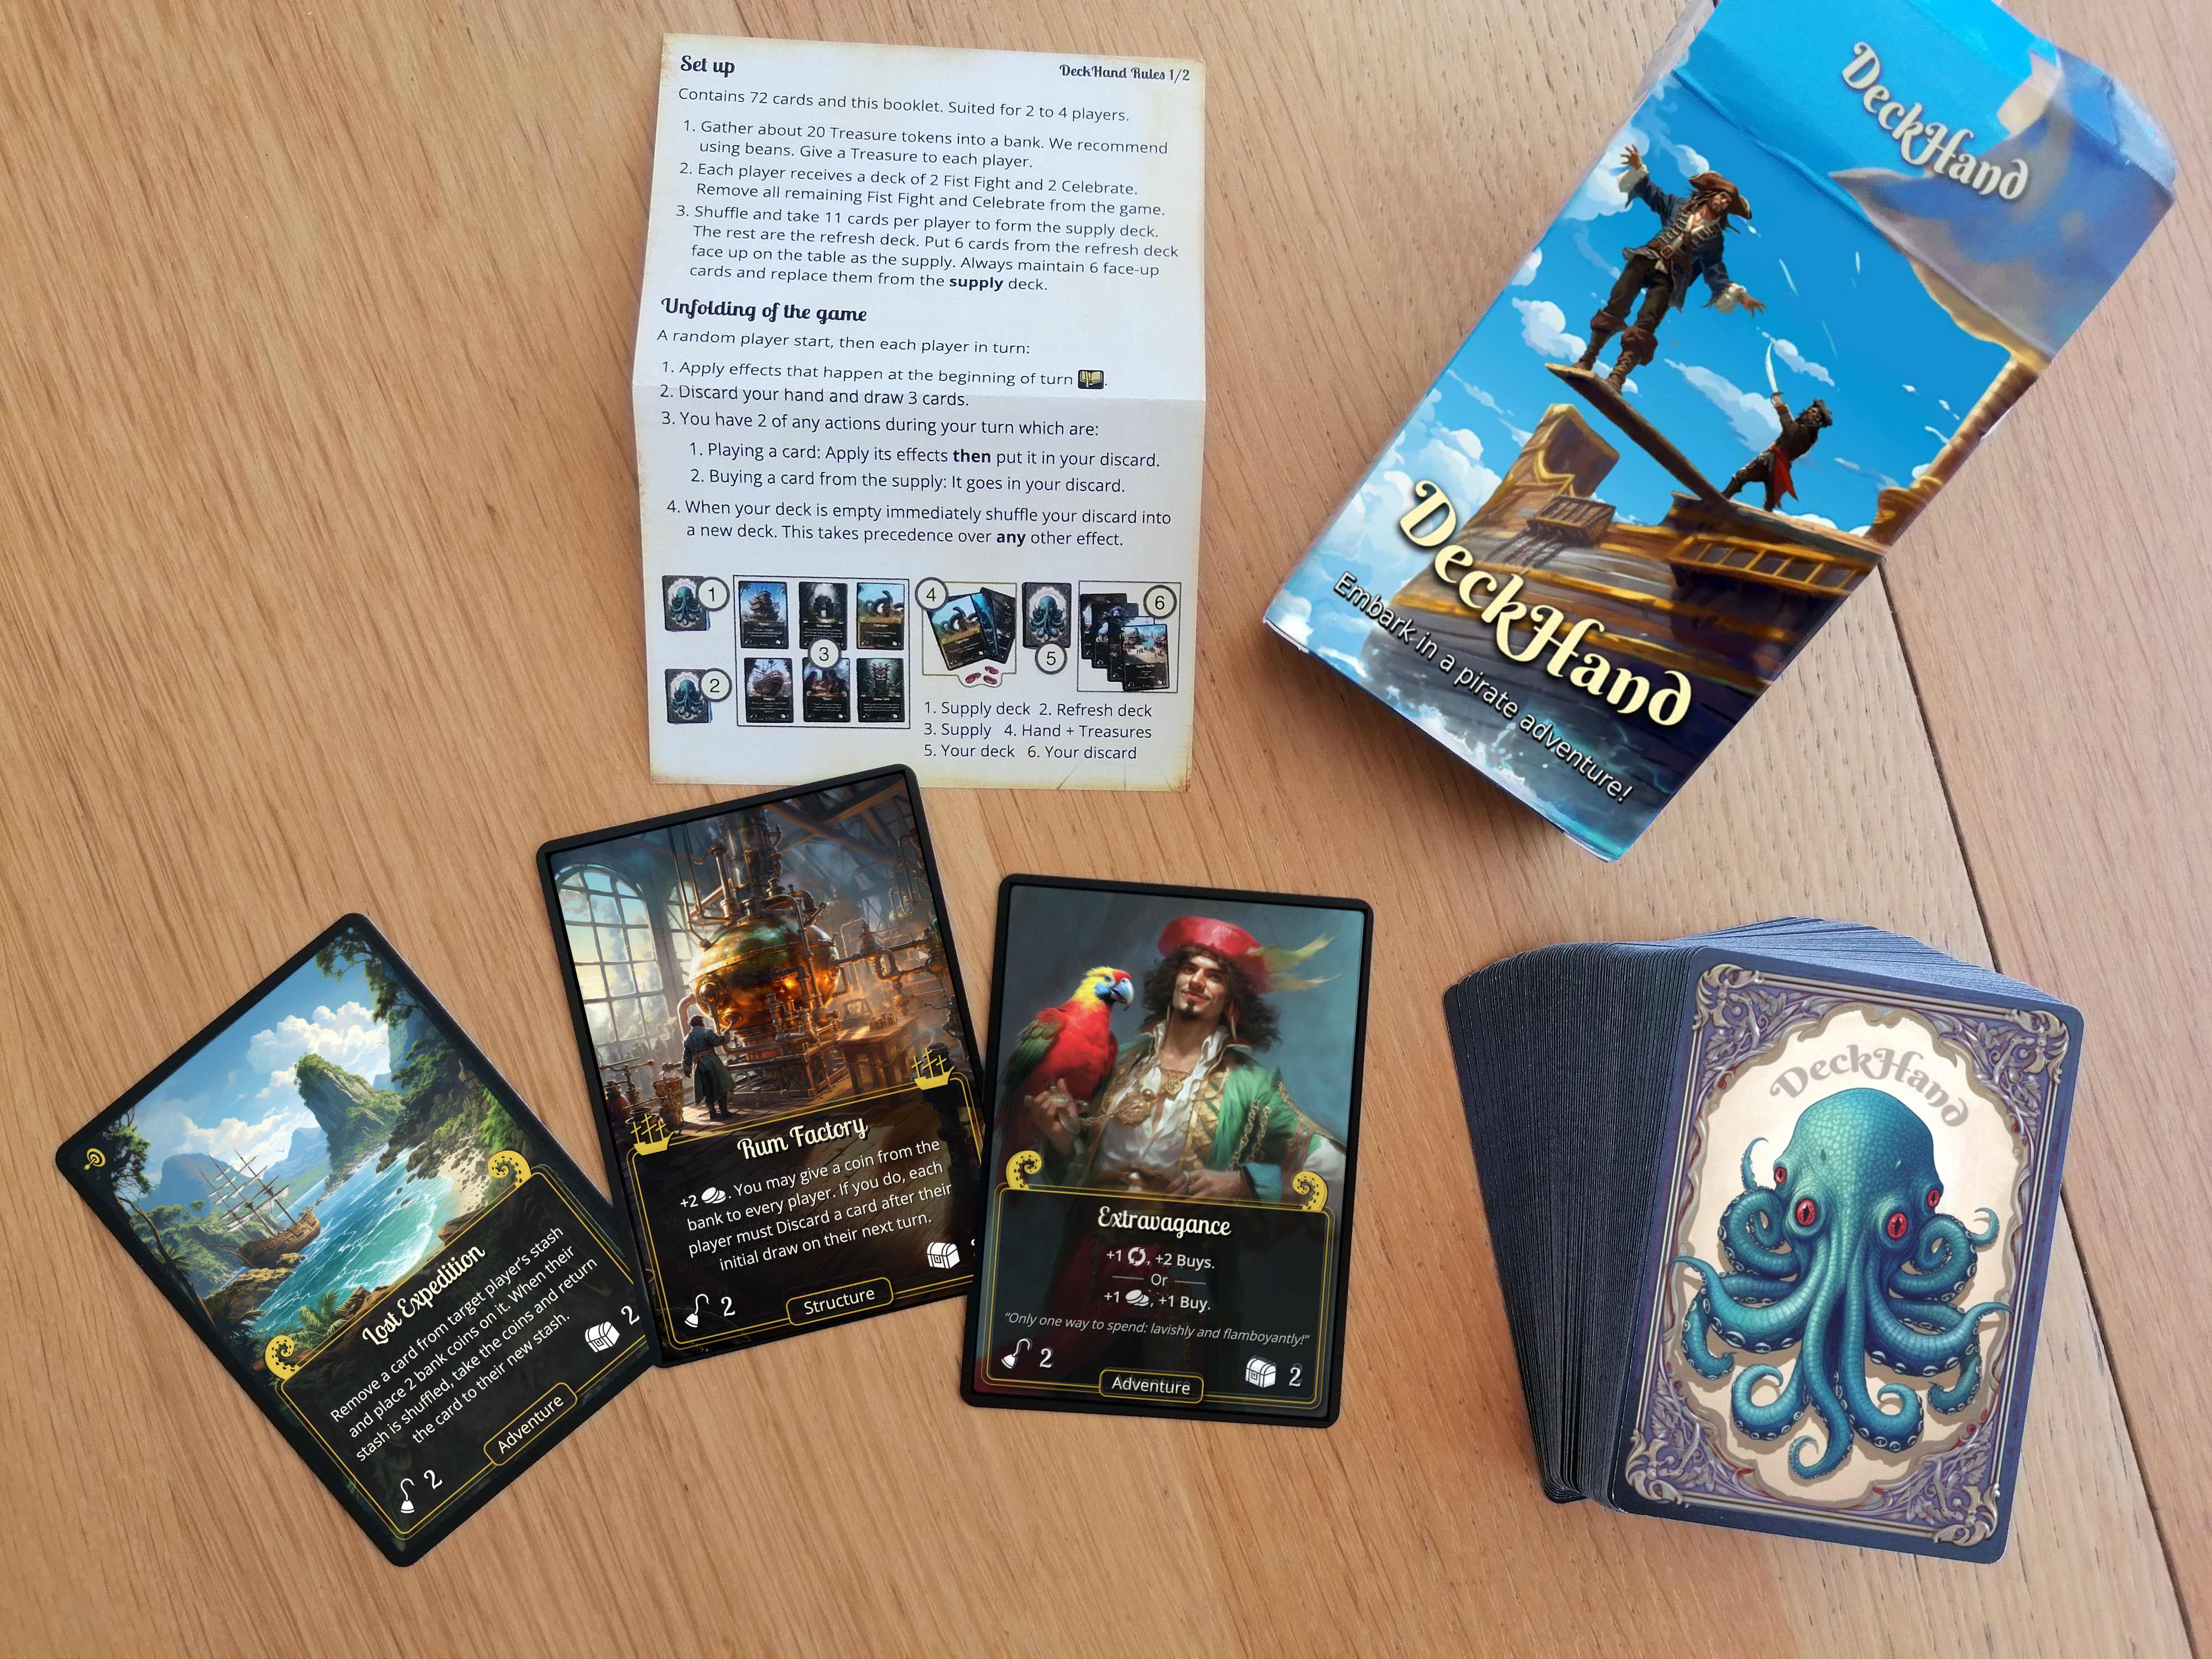 Set up
DeckHand Rules 1/2
Contains 72 cards and this booklet. Suited for 2 to 4 players.
1. Gather about 20 Treasure tokens into a bank. We recommend
using beans. Give a Treasure to each player.
2. Each player receives a deck of 2 Fist Fight and 2 Celebrate.
Remove all remaining Fist Fight and Celebrate from the game.
3. Shuffle and take 11 cards per player to form the supply deck.
The rest are the refresh deck. Put 6 cards from the refresh deck
face up on the table as the supply. Always maintain 6 face-up
cards and replace them from the supply deck.
Unfolding of the game
A random player start, then each player in turn:
1. Apply effects that happen at the beginning of turn .
2. Discard your hand and draw 3 cards.
3. You have 2 of any actions during your turn which are:
1. Playing a card: Apply its effects then put it in your discard.
2. Buying a card from the supply: It goes in your discard.
4. When your deck is empty immediately shuffle your discard into
a new deck. This takes precedence over any other effect.
1
2
3
4
5
6
1. Supply deck 2. Refresh deck
3. Supply 4. Hand + Treasures
5. Your deck 6. Your discard
DeckHand
DeckHand
Embark in a pirate adventure!
Lost Expedition
Remove a card from target player's stash
and place 2 bank coins on it. When their
stash is shuffled, take the coins and return
the card to their new stash.
2
2
Adventure
Rum Factory
+2 . You may give a coin from the
bank to every player. If you do, each
player must Discard a card after their
initial draw on their next turn.
2
Structure
Extravagance
+1 , +2 Buys.
Or
+1 , +1 Buy.
"Only one way to spend: lavishly and flamboyantly!"
2
2
Adventure
DeckHand